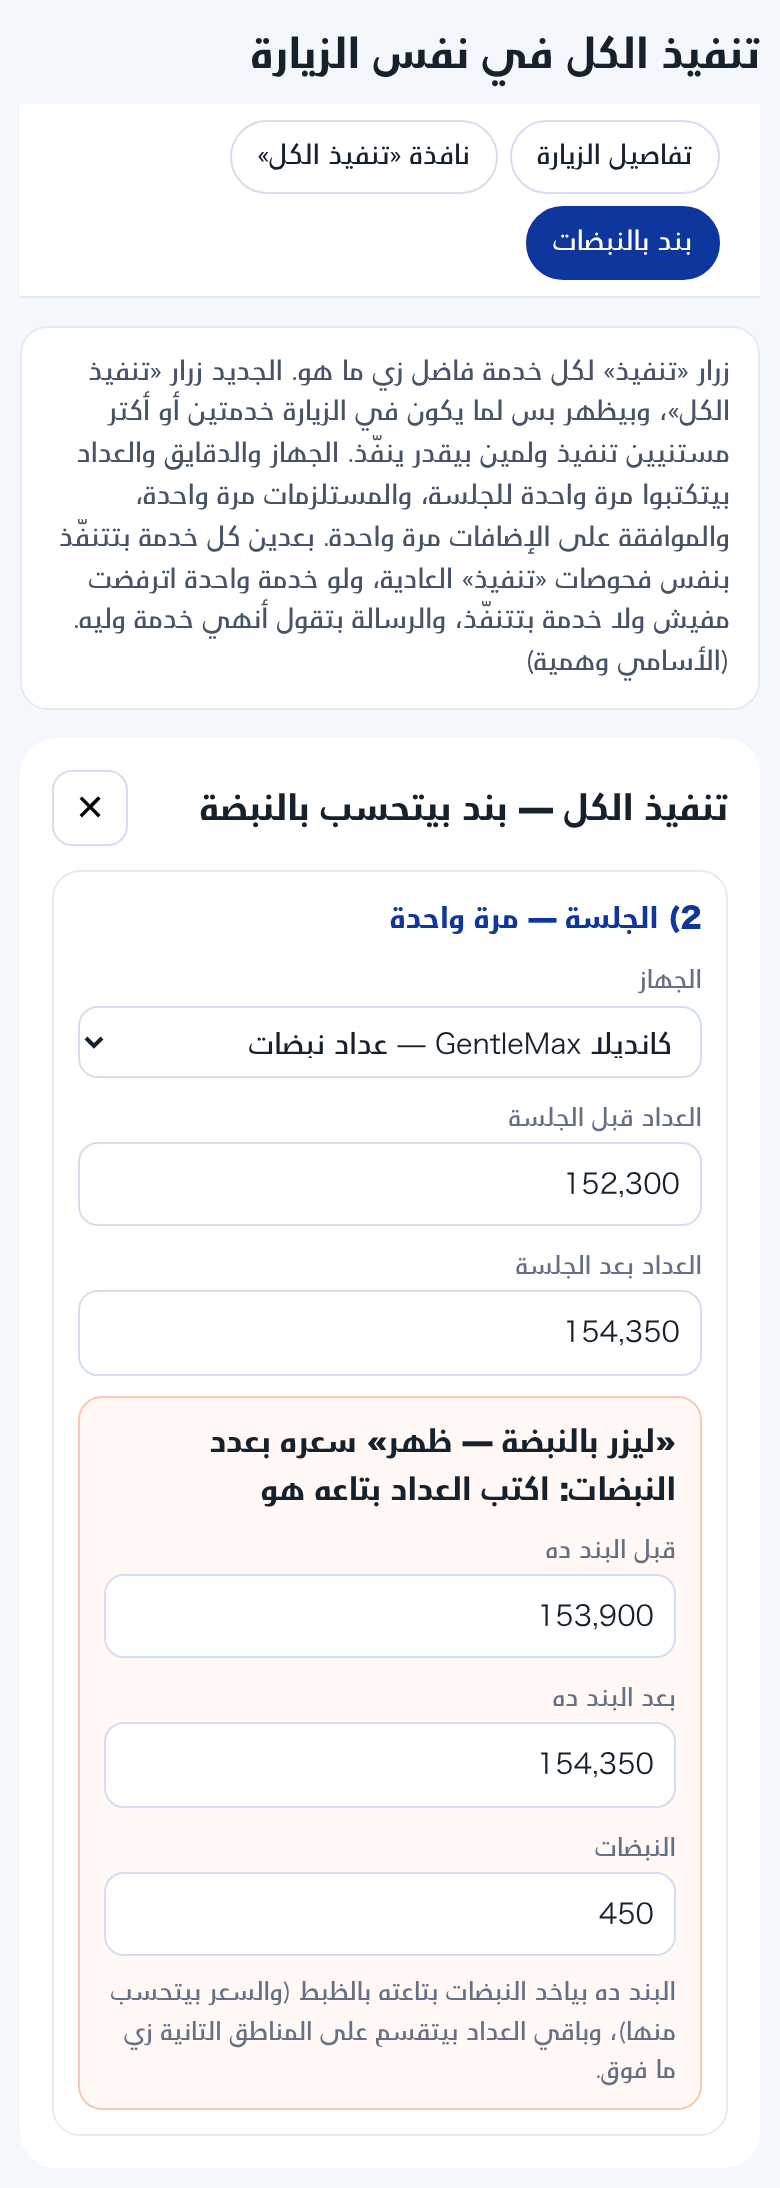 تنفيذ الكل في نفس الزيارة
تفاصيل الزيارة
نافذة «تنفيذ الكل»
بند بالنبضات
زرار «تنفيذ» لكل خدمة فاضل زي ما هو. الجديد زرار «تنفيذ
الكل»، وبيظهر بس لما يكون في الزيارة خدمتين أو أكتر
مستنيين تنفيذ ولمين بيقدر ينفّذ. الجهاز والدقايق والعداد
بيتكتبوا مرة واحدة للجلسة، والمستلزمات مرة واحدة،
والموافقة على الإضافات مرة واحدة. بعدين كل خدمة بتتنفّذ
بنفس فحوصات «تنفيذ» العادية، ولو خدمة واحدة اترفضت
مفيش ولا خدمة بتتنفّذ، والرسالة بتقول أنهي خدمة وليه.
(الأسامي وهمية)
تنفيذ الكل — بند بيتحسب بالنبضة
✕
2) الجلسة — مرة واحدة
الجهاز
كانديلا GentleMax — عداد نبضات
العداد قبل الجلسة
152,300
العداد بعد الجلسة
154,350
«ليزر بالنبضة — ظهر» سعره بعدد
النبضات: اكتب العداد بتاعه هو
قبل البند ده
153,900
بعد البند ده
154,350
النبضات
450
البند ده بياخد النبضات بتاعته بالظبط (والسعر بيتحسب
منها)، وباقي العداد بيتقسم على المناطق التانية زي
ما فوق.